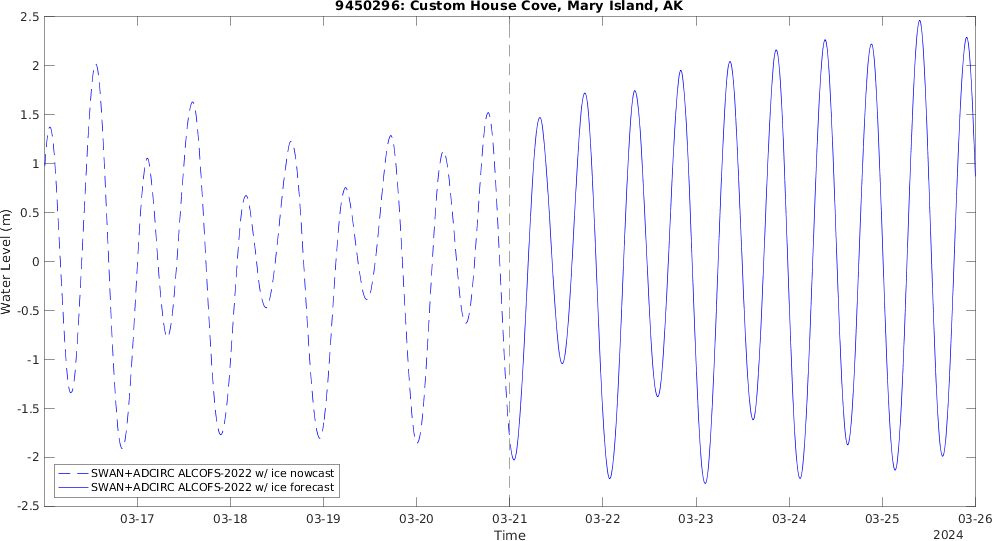 9450296: Custom House Cove, Mary Island, AK
2.5
2
1.5
1
0.5
0
-0.5
-1
-1.5
-2
-2.5
Water Level (m)
SWAN+ADCIRC ALCOFS-2022 w/ ice nowcast
SWAN+ADCIRC ALCOFS-2022 w/ ice forecast
03-17 03-18 03-19 03-20 03-21 03-22 03-23 03-24 03-25 03-26
Time
2024